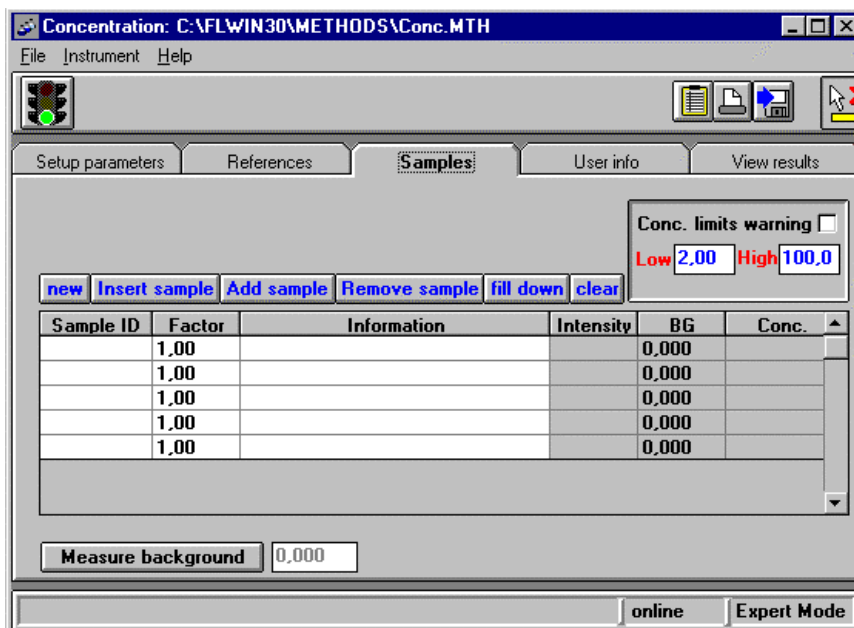 Concentration: C:\FLWIN30\METHODS\Conc.MTH
File Instrument Help
Setup parameters References Samples User info View results
Conc. limits warning
Low 2,00 High 100,0
new Insert sample Add sample Remove sample fill down clear
Sample ID Factor Information Intensity BG Conc.
1,00 0,000
1,00 0,000
1,00 0,000
1,00 0,000
1,00 0,000
Measure background 0,000
online Expert Mode